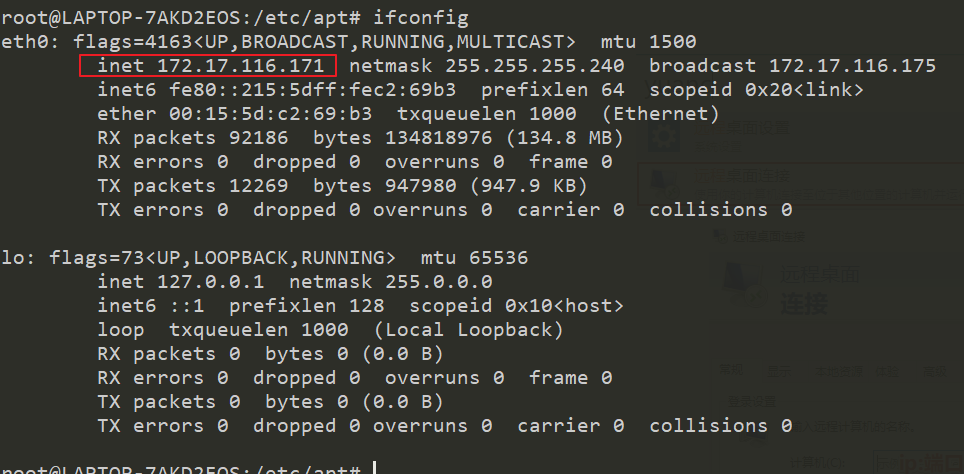 root@LAPTOP-7AKD2EOS:/etc/apt# ifconfig
eth0: flags=4163<UP,BROADCAST,RUNNING,MULTICAST>  mtu 1500
        inet 172.17.116.171  netmask 255.255.255.240  broadcast 172.17.116.175
        inet6 fe80::215:5dff:fec2:69b3  prefixlen 64  scopeid 0x20<link>
        ether 00:15:5d:c2:69:b3  txqueuelen 1000  (Ethernet)
        RX packets 92186  bytes 134818976 (134.8 MB)
        RX errors 0  dropped 0  overruns 0  frame 0
        TX packets 12269  bytes 947980 (947.9 KB)
        TX errors 0  dropped 0 overruns 0  carrier 0  collisions 0

lo: flags=73<UP,LOOPBACK,RUNNING>  mtu 65536
        inet 127.0.0.1  netmask 255.0.0.0
        inet6 ::1  prefixlen 128  scopeid 0x10<host>
        loop  txqueuelen 1000  (Local Loopback)
        RX packets 0  bytes 0 (0.0 B)
        RX errors 0  dropped 0  overruns 0  frame 0
        TX packets 0  bytes 0 (0.0 B)
        TX errors 0  dropped 0 overruns 0  carrier 0  collisions 0

root@LAPTOP-7AKD2EOS:/etc/apt#
远程桌面连接
远程桌面
连接